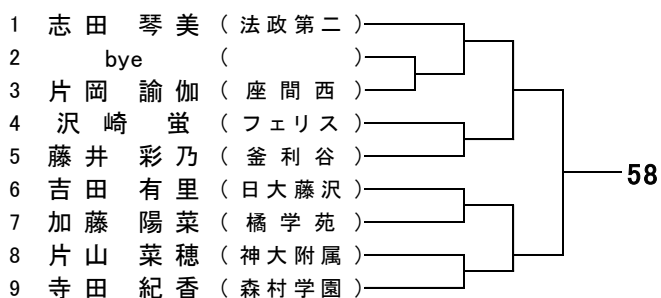 1 志田 琴美 (法政第二)
2 bye ( )
3 片岡 諭伽 (座間西)
4 沢崎 蛍 (フェリス)
5 藤井 彩乃 (釜利谷)
6 吉田 有里 (日大藤沢)
7 加藤 陽菜 (橘学苑)
8 片山 菜穂 (神大附属)
9 寺田 紀香 (森村学園)
58